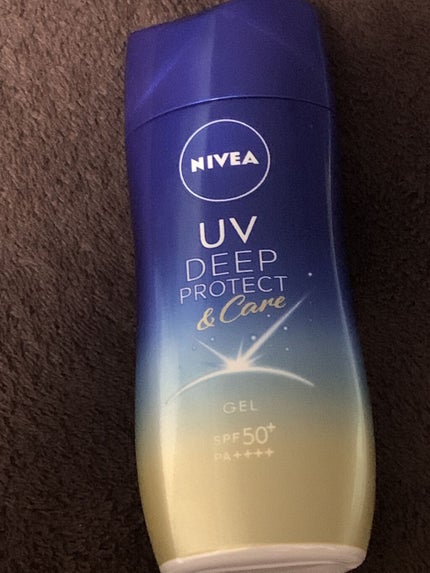 NIVEA
UV
DEEP
PROTECT
& Care
GEL
SPF50+
PA++++